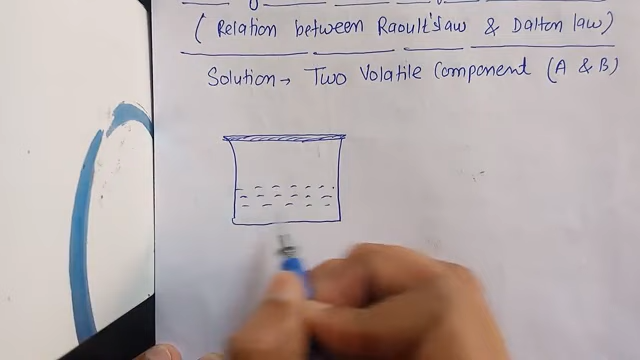 ( Relation between Raoult's law & Dalton law)
Solution → Two Volatile Component (A & B)